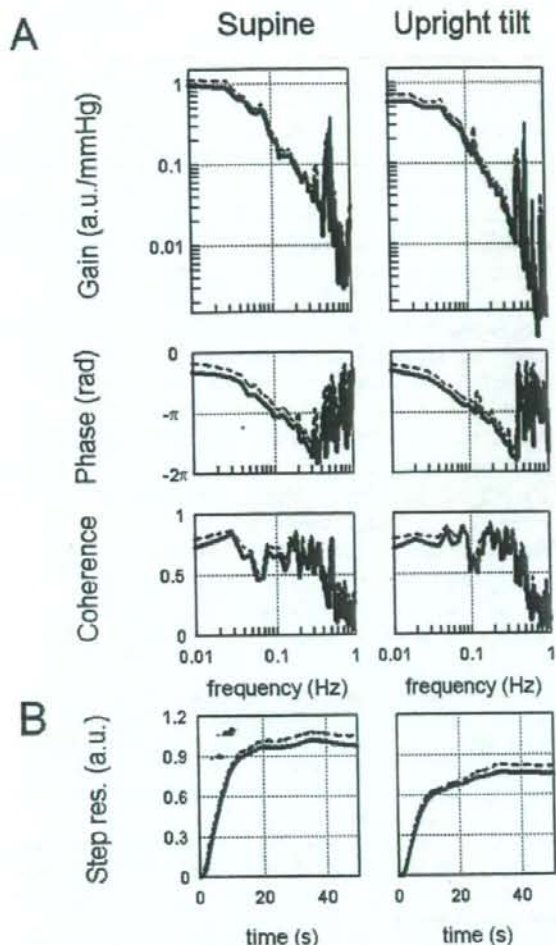 A
Supine
Upright tilt
Gain (a.u./mmHg)
1
0.1
0.01
Phase (rad)
0
-π
-2π
Coherence
1
0.5
0
0.01
0.1
1
0.01
0.1
1
frequency (Hz)
frequency (Hz)
B
Step res. (a.u.)
1.2
0.9
0.6
0.3
0
0
20
40
0
20
40
time (s)
time (s)